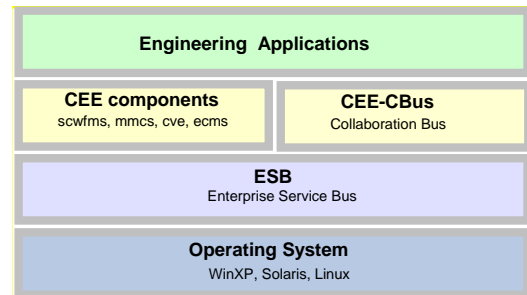 Engineering Applications
CEE components
scwfms, mmcs, cve, ecms
CEE-CBus
Collaboration Bus
ESB
Enterprise Service Bus
Operating System
WinXP, Solaris, Linux